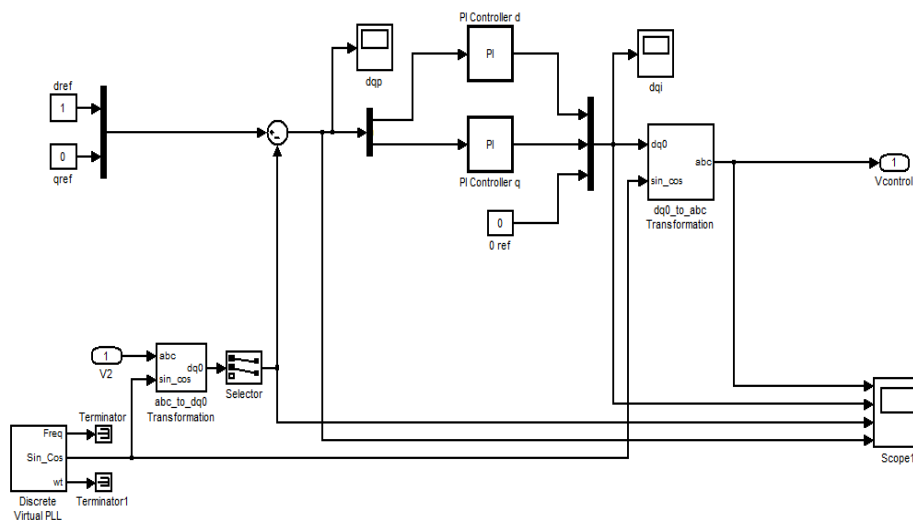 PI Controller d
PI
dqp
dqi
dref
1
0
qref
+
-
PI
PI Controller q
0
0 ref
dq0
abc
sin_cos
dq0_to_abc
Transformation
1
Vcontrol
1
V2
abc
dq0
sin_cos
abc_to_dq0
Transformation
Selector
Terminator
Freq
Sin_Cos
wt
Discrete
Virtual PLL
Terminator1
Scope1